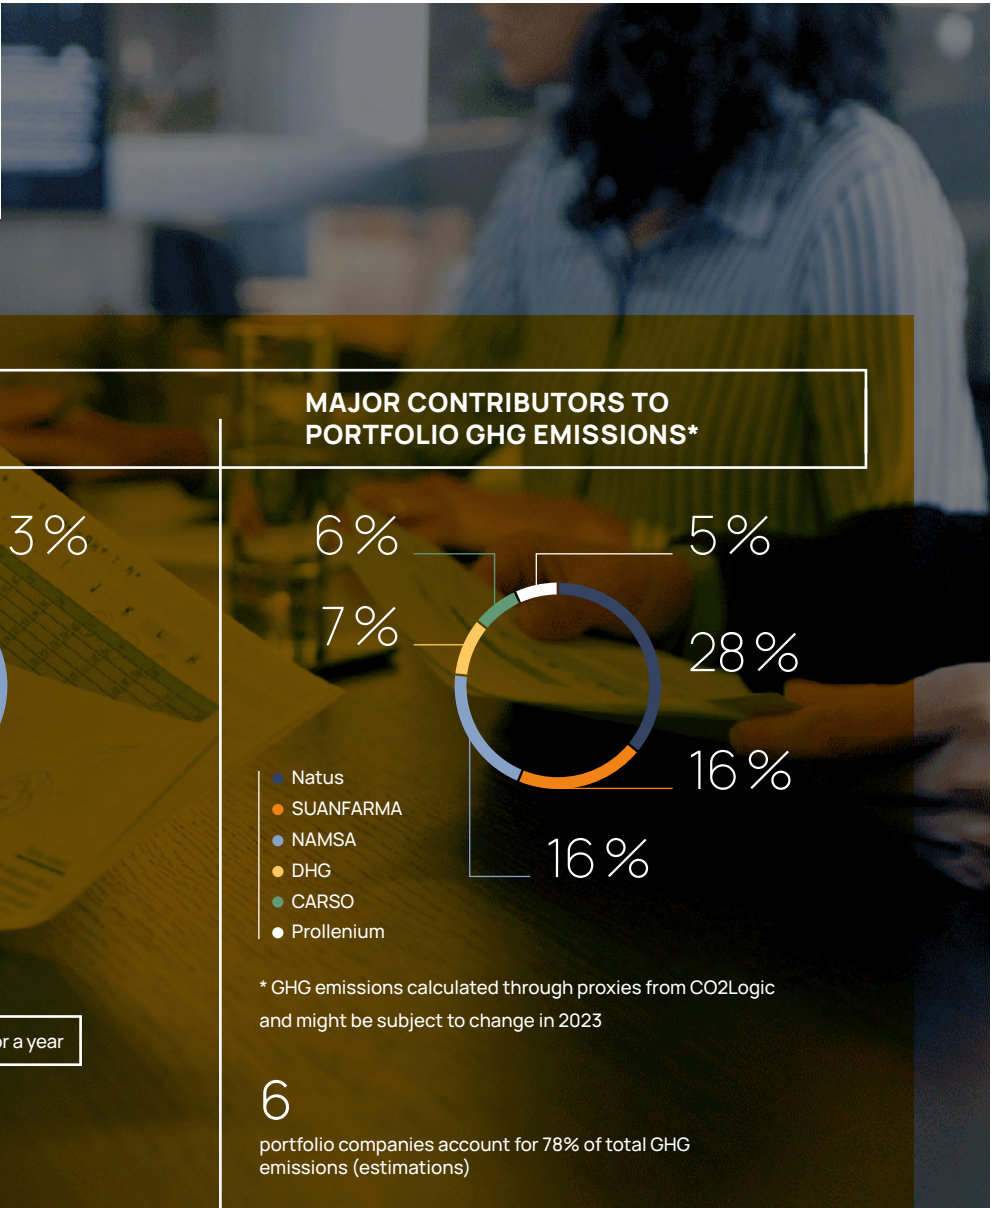 MAJOR CONTRIBUTORS TO
PORTFOLIO GHG EMISSIONS*
3 %
6 %
5 %
7 %
28 %
16 %
16 %
Natus
SUANFARMA
NAMSA
DHG
CARSO
Prollenium
* GHG emissions calculated through proxies from CO2Logic
and might be subject to change in 2023
r a year
6
portfolio companies account for 78% of total GHG
emissions (estimations)